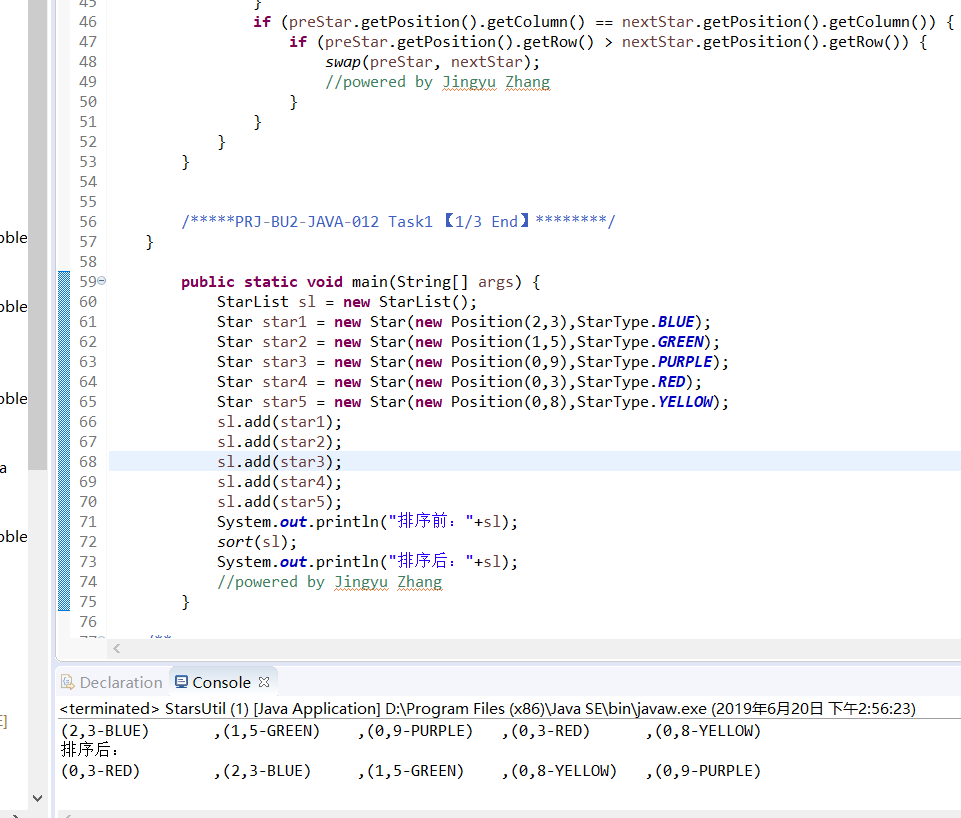 45 }
46 if (preStar.getPosition().getColumn() == nextStar.getPosition().getColumn()) {
47 if (preStar.getPosition().getRow() > nextStar.getPosition().getRow()) {
48 swap(preStar, nextStar);
49 //powered by Jingyu Zhang
50 }
51 }
52 }
53 }
54
55
56 /*****PRJ-BU2-JAVA-012 Task1 【1/3 End】********/
57 }
58
59 public static void main(String[] args) {
60 StarList sl = new StarList();
61 Star star1 = new Star(new Position(2,3),StarType.BLUE);
62 Star star2 = new Star(new Position(1,5),StarType.GREEN);
63 Star star3 = new Star(new Position(0,9),StarType.PURPLE);
64 Star star4 = new Star(new Position(0,3),StarType.RED);
65 Star star5 = new Star(new Position(0,8),StarType.YELLOW);
66 sl.add(star1);
67 sl.add(star2);
68 sl.add(star3);
69 sl.add(star4);
70 sl.add(star5);
71 System.out.println("排序前："+sl);
72 sort(sl);
73 System.out.println("排序后："+sl);
74 //powered by Jingyu Zhang
75 }
76
Declaration Console
<terminated> StarsUtil (1) [Java Application] D:\Program Files (x86)\Java SE\bin\javaw.exe (2019年6月20日 下午2:56:23)
(2,3-BLUE) ,(1,5-GREEN) ,(0,9-PURPLE) ,(0,3-RED) ,(0,8-YELLOW)
排序后：
(0,3-RED) ,(2,3-BLUE) ,(1,5-GREEN) ,(0,8-YELLOW) ,(0,9-PURPLE)